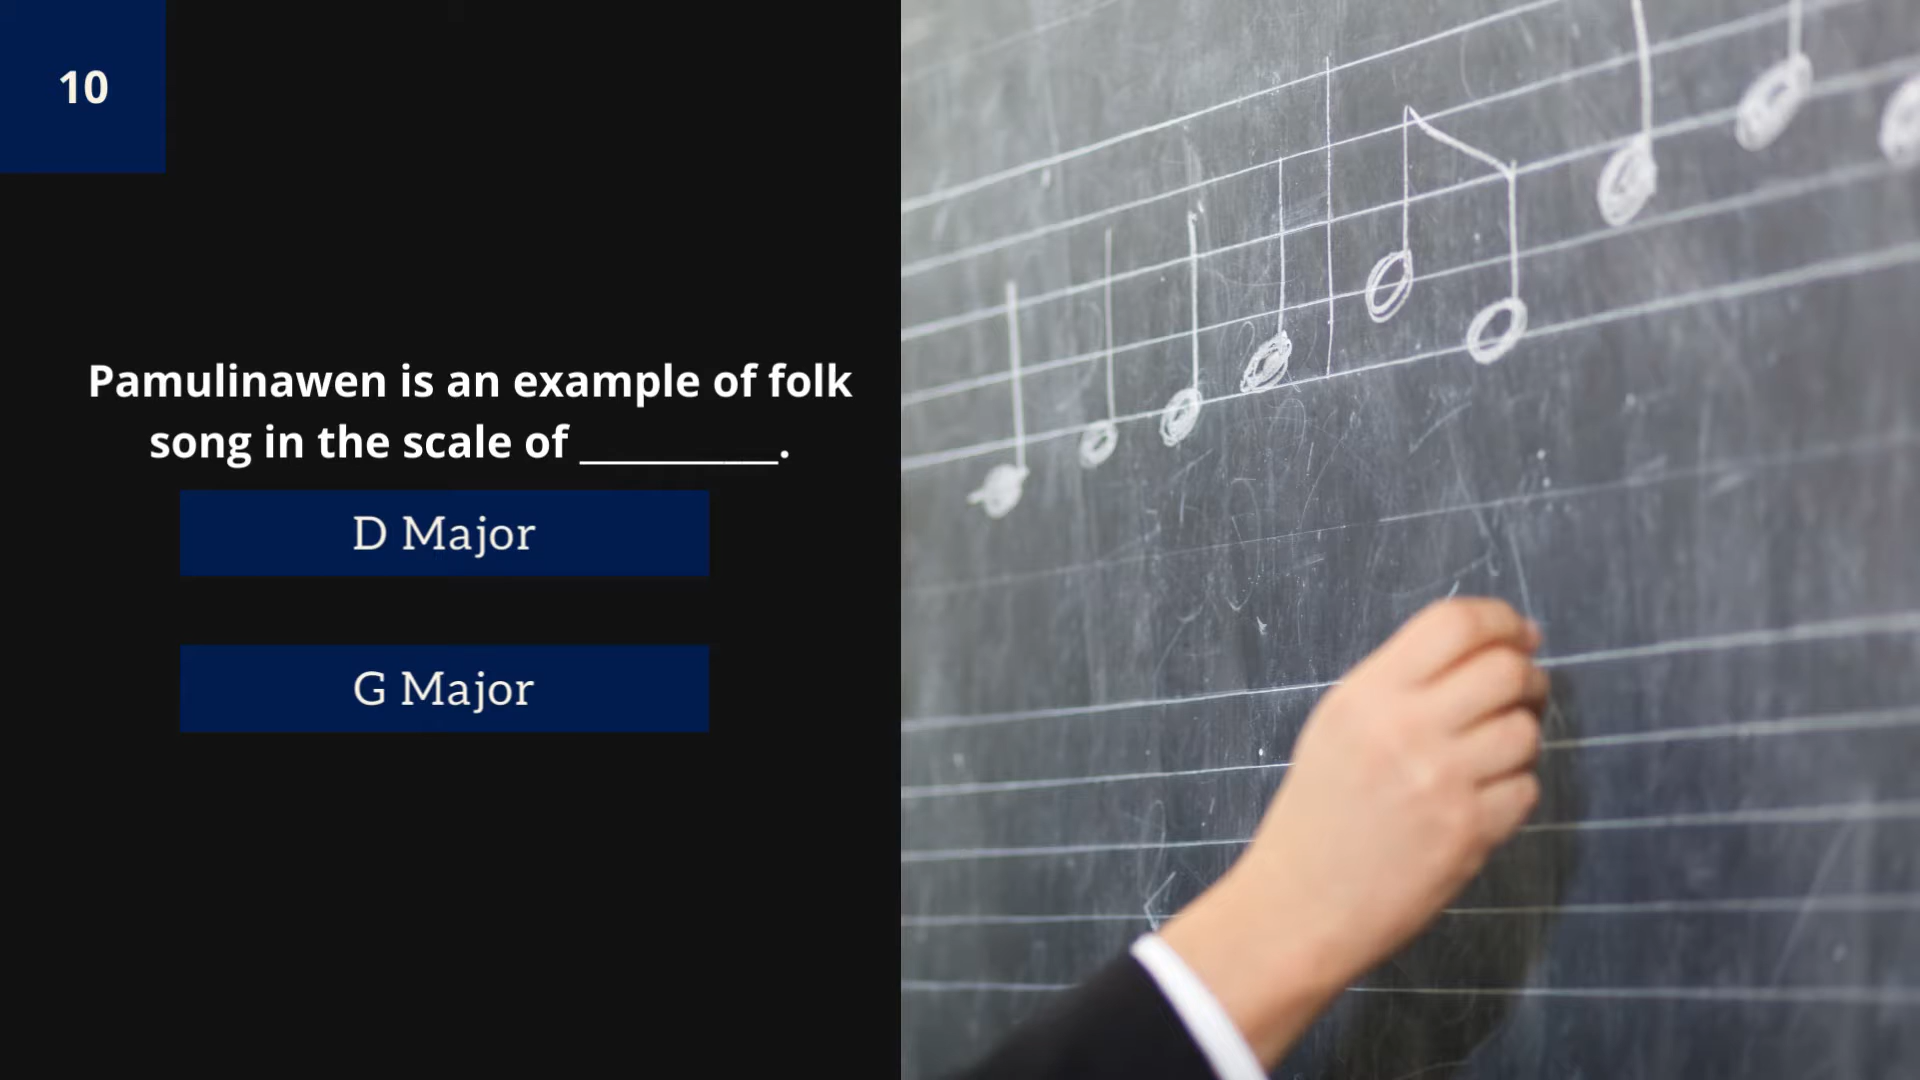 10
Pamulinawen is an example of folk
song in the scale of _________.
D Major
G Major